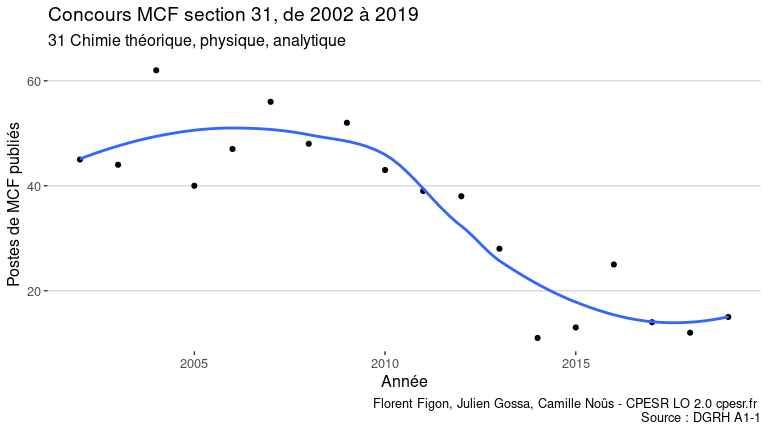 Concours MCF section 31, de 2002 à 2019
31 Chimie théorique, physique, analytique
Postes de MCF publiés
60
40
20
2005
2010
2015
Année
Florent Figon, Julien Gossa, Camille Noûs - CPESR LO 2.0 cpesr.fr
Source : DGRH A1-1